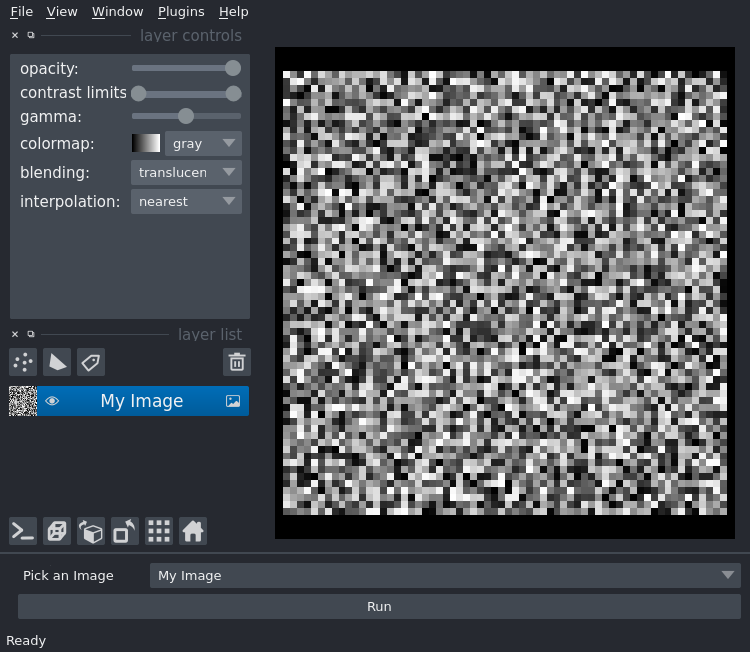 File View Window Plugins Help
layer controls
opacity:
contrast limits
gamma:
colormap: gray
blending: translucen
interpolation: nearest
layer list
My Image
Pick an Image My Image
Run
Ready